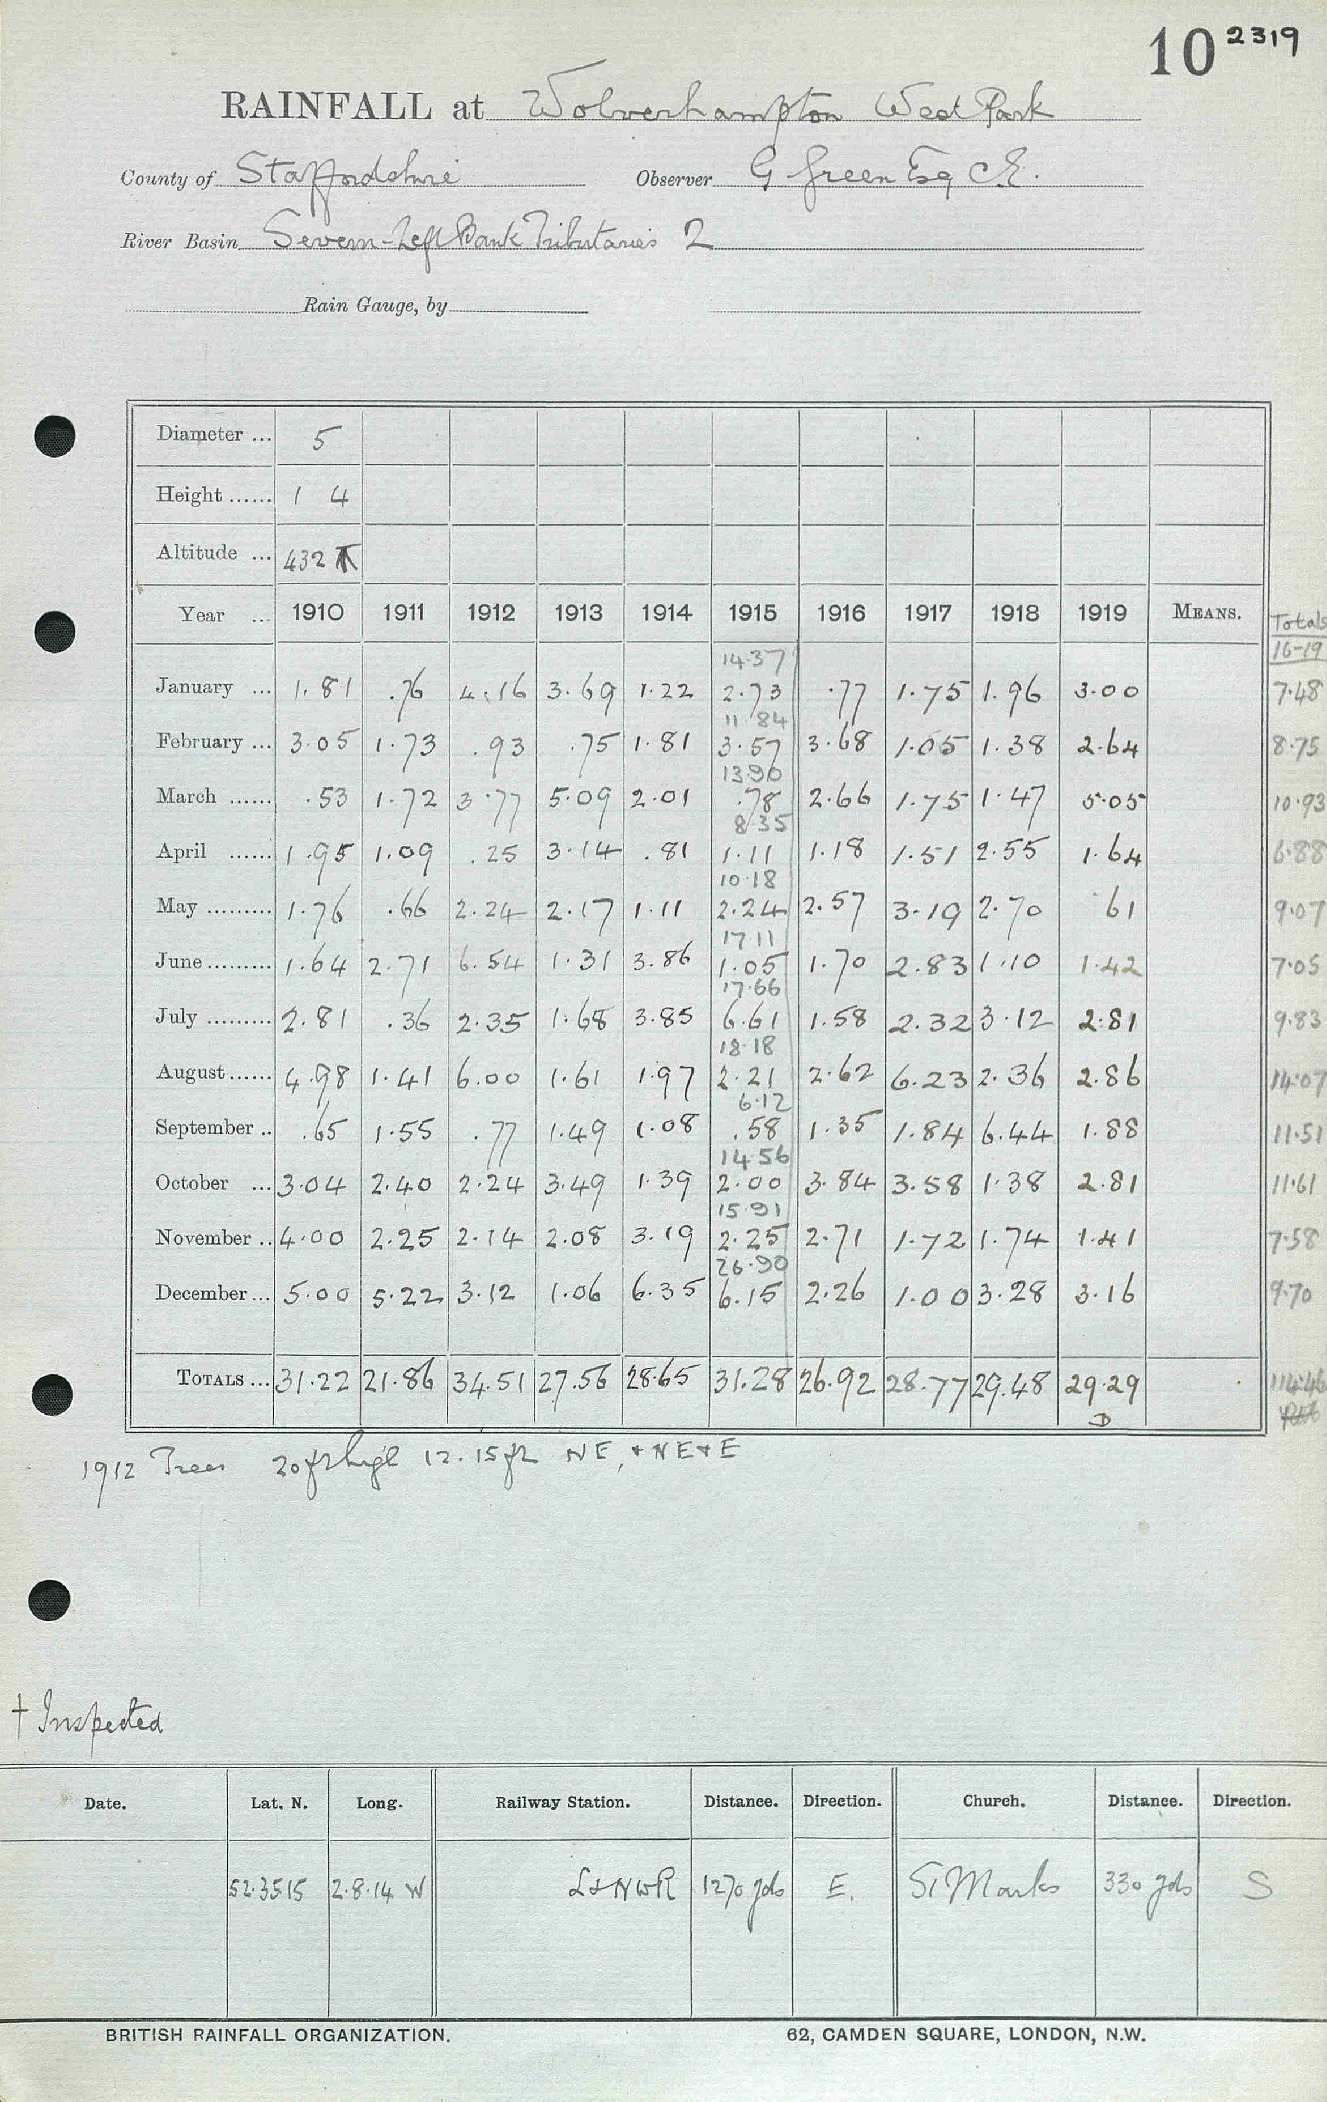 10 2319
RAINFALL at Wolverhampton West Park
County of Staffordshire Observer G Green Esq C.E.
River Basin Severn-Left Bank Tributaries 2
Rain Gauge, by
Diameter ... 5
Height ...... 1 4
Altitude ... 432
Year ... 1910 1911 1912 1913 1914 1915 1916 1917 1918 1919 MEANS. Totals
16-19
14.37
January ... 1.81 .76 4.16 3.69 1.22 2.73 .77 1.75 1.96 3.00 7.48
11.84
February ... 3.05 1.73 .93 .75 1.81 3.57 3.68 1.05 1.38 2.64 8.75
13.90
March ...... .53 1.72 3.77 5.09 2.01 .78 2.66 1.75 1.47 5.05 10.93
8.35
April ...... 1.95 1.09 .25 3.14 .81 1.11 1.18 1.51 2.55 1.64 6.88
10.18
May ......... 1.76 .66 2.24 2.17 1.11 2.24 2.57 3.19 2.70 .61 9.07
17.11
June ......... 1.64 2.71 6.54 1.31 3.86 1.05 1.70 2.83 1.10 1.42 7.05
17.66
July ......... 2.81 .36 2.35 1.68 3.85 6.61 1.58 2.32 3.12 2.81 9.83
18.18
August ...... 4.98 1.41 6.00 1.61 1.97 2.21 2.62 6.23 2.36 2.86 14.07
6.12
September .. .65 1.55 .77 1.49 1.08 .58 1.35 1.84 6.44 1.88 11.51
14.56
October ... 3.04 2.40 2.24 3.49 1.39 2.00 3.84 3.58 1.38 2.81 11.61
15.91
November .. 4.00 2.25 2.14 2.08 3.19 2.25 2.71 1.72 1.74 1.41 7.58
26.90
December ... 5.00 5.22 3.12 1.06 6.35 6.15 2.26 1.00 3.28 3.16 9.70
TOTALS ... 31.22 21.86 34.51 27.56 28.65 31.28 26.92 28.77 29.48 29.29 114.46
D
1912 Trees 20 ft high 12.15 ft NE, + NE + E
† Inspected
Date. Lat. N. Long. Railway Station. Distance. Direction. Church. Distance. Direction.
52.35.15 2.8.14 W L & NWR 1270 yds E. St Marks 330 yds S
BRITISH RAINFALL ORGANIZATION. 62, CAMDEN SQUARE, LONDON, N.W.